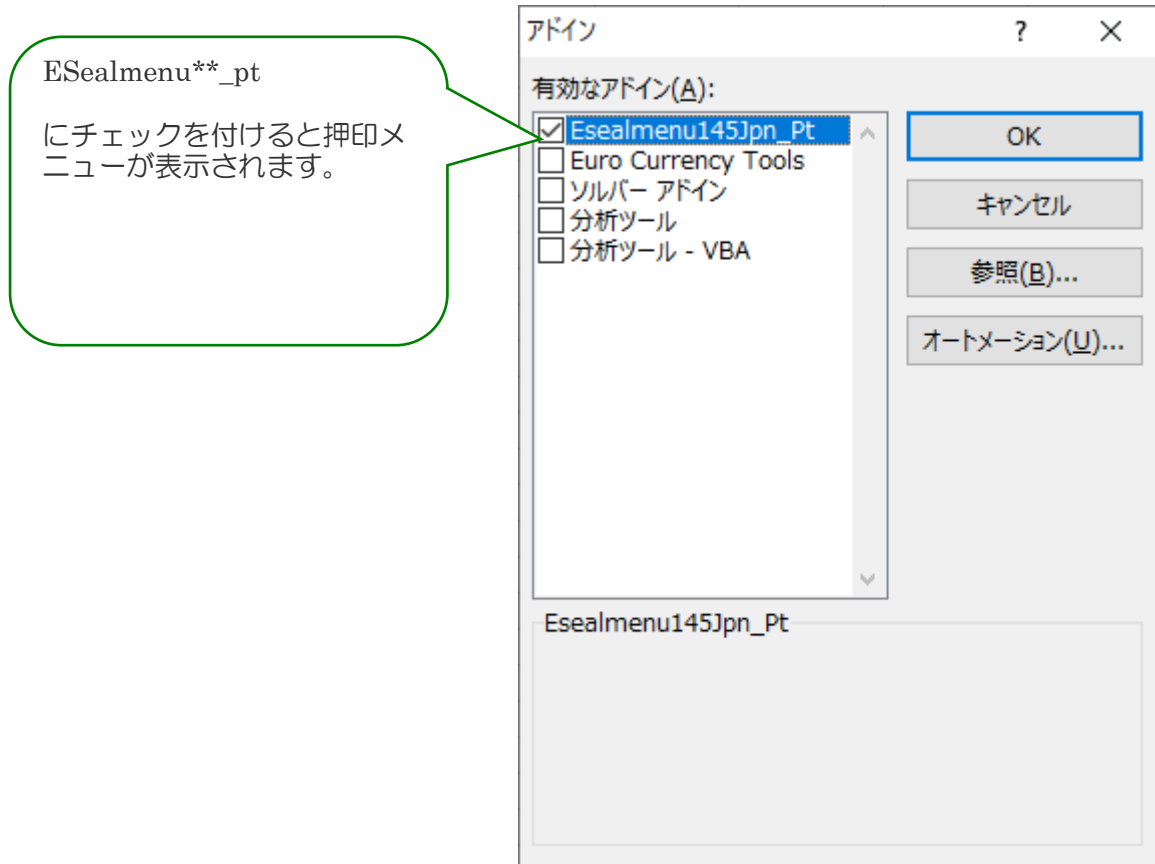 ESealmenu**_pt
にチェックを付けると押印メ
ニューが表示されます。
アドイン
?
有効なアドイン(A):
Esealmenu145Jpn_Pt
Euro Currency Tools
ソルバー アドイン
分析ツール
分析ツール - VBA
OK
キャンセル
参照(B)...
オートメーション(U)...
Esealmenu145Jpn_Pt